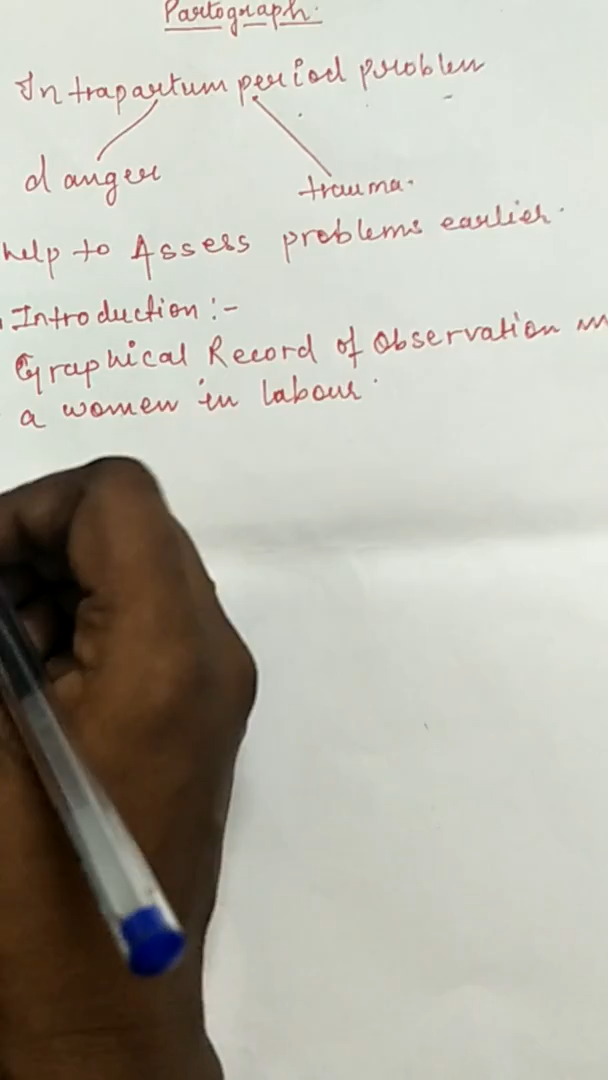 Partograph.
Intrapartum period problem
danger
trauma.
help to Assess problems earlier.
Introduction :-
Graphical Record of Observation
a women in labour.